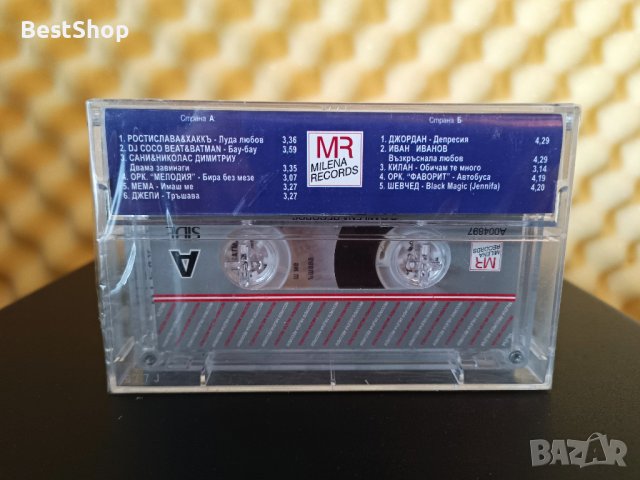 BestShop
Страна А
1. РОСТИСЛАВА&ХАККЪ - Луда любов 3,36
2. DJ COCO BEAT&BATMAN - Бау-бау 3,59
3. САНИ&НИКОЛАС ДИМИТРИУ
Двама завинаги 3,35
4. ОРК. "МЕЛОДИЯ" - Бира без мезе 3,07
5. МЕМА - Имаш ме 3,27
6. ДЖЕПИ - Тръшава 3,27
MR
MILENA
RECORDS
Страна Б
1. ДЖОРДАН - Депресия 4,29
2. ИВАН ИВАНОВ
Възкръснала любов 4,29
3. КИЛАН - Обичам те много 3,14
4. ОРК. "ФАВОРИТ" - Автобуса 4,19
5. ШЕВЧЕД - Black Magic (Jennifa) 4,20
A004897
SIDE
A
MR
MILENA
RECORDS
BAZAR